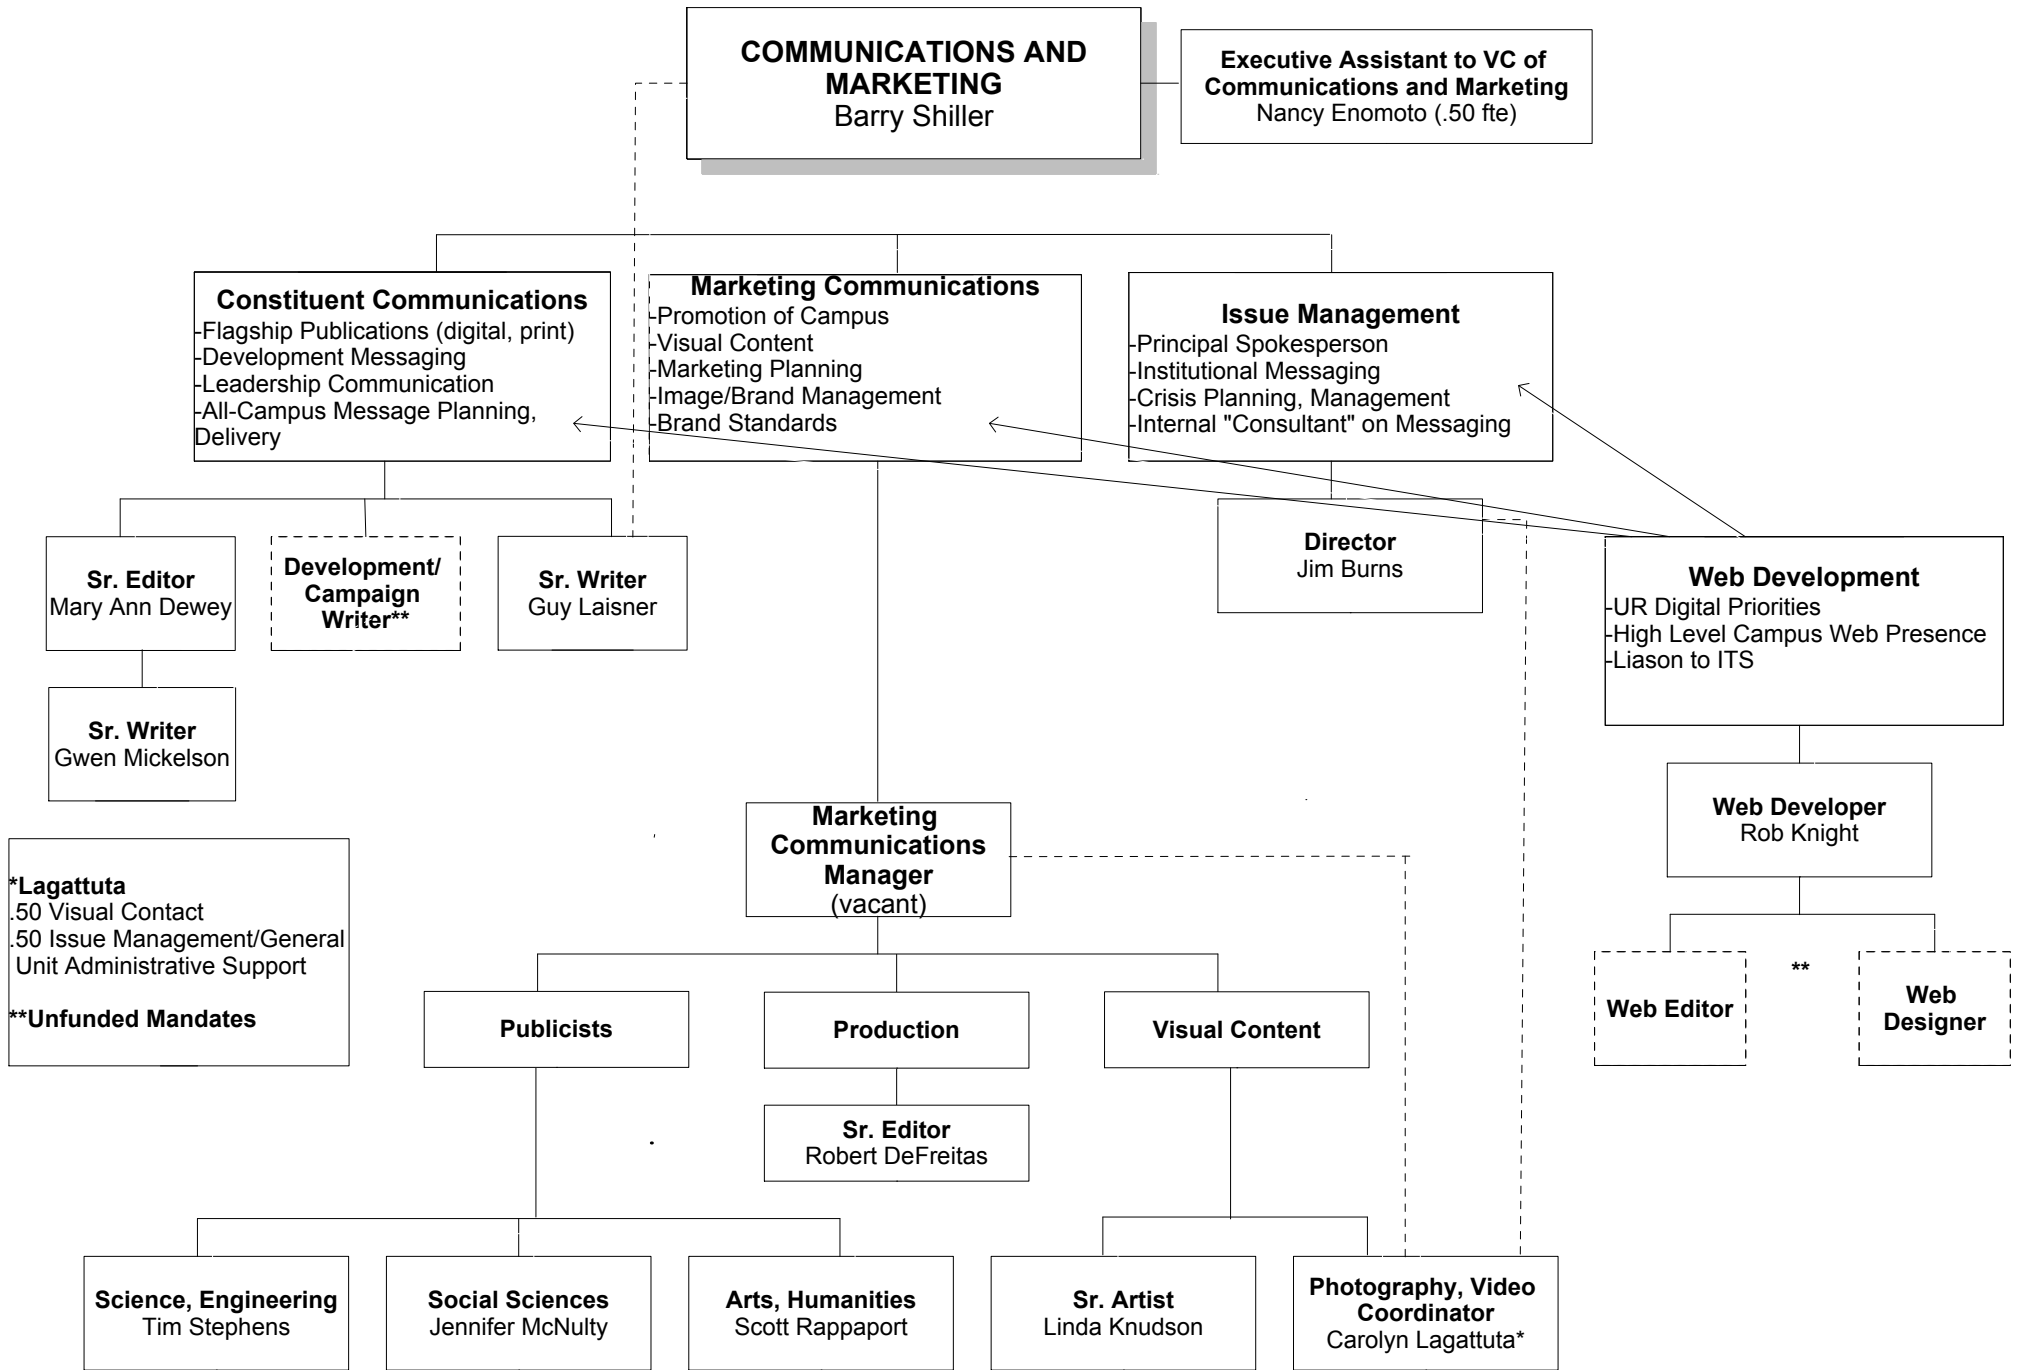 COMMUNICATIONS AND
MARKETING
Barry Shiller
Executive Assistant to VC of
Communications and Marketing
Nancy Enomoto (.50 fte)
Constituent Communications
-Flagship Publications (digital, print)
-Development Messaging
-Leadership Communication
-All-Campus Message Planning,
Delivery
Marketing Communications
-Promotion of Campus
-Visual Content
-Marketing Planning
-Image/Brand Management
-Brand Standards
Issue Management
-Principal Spokesperson
-Institutional Messaging
-Crisis Planning, Management
-Internal "Consultant" on Messaging
Sr. Editor
Mary Ann Dewey
Development/
Campaign
Writer**
Sr. Writer
Guy Laisner
Director
Jim Burns
Web Development
-UR Digital Priorities
-High Level Campus Web Presence
-Liason to ITS
Sr. Writer
Gwen Mickelson
Web Developer
Rob Knight
Marketing
Communications
Manager
(vacant)
*Lagattuta
.50 Visual Contact
.50 Issue Management/General
Unit Administrative Support
**Unfunded Mandates
Web Editor
**
Web
Designer
Publicists
Production
Visual Content
Sr. Editor
Robert DeFreitas
Science, Engineering
Tim Stephens
Social Sciences
Jennifer McNulty
Arts, Humanities
Scott Rappaport
Sr. Artist
Linda Knudson
Photography, Video
Coordinator
Carolyn Lagattuta*